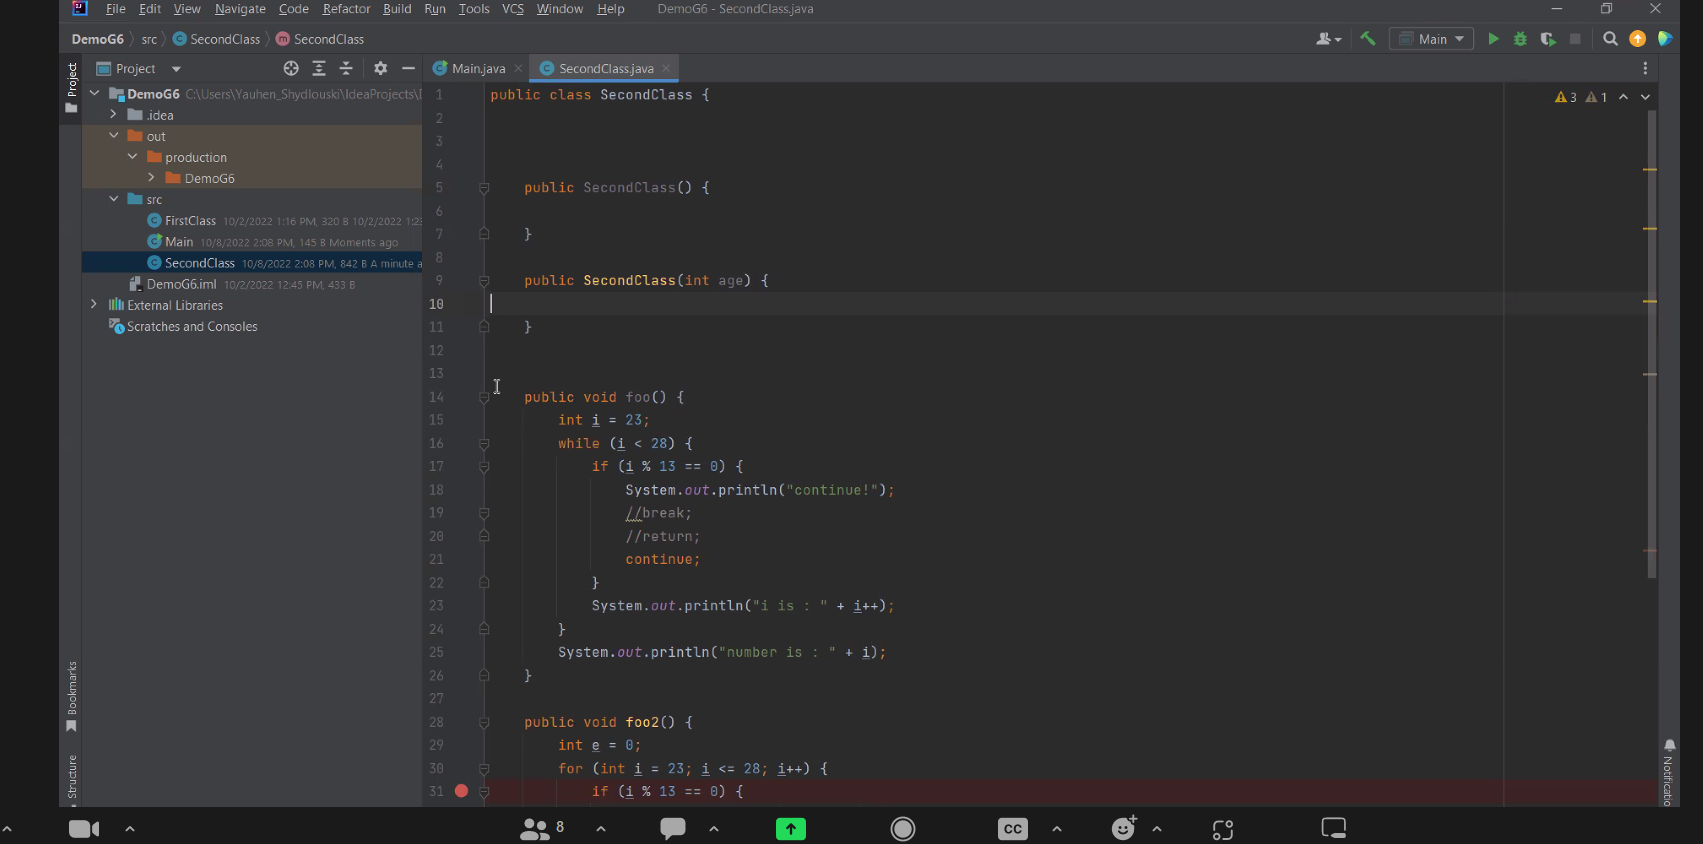 File Edit View Navigate Code Refactor Build Run Tools VCS Window Help DemoG6 - SecondClass.java
DemoG6 src SecondClass SecondClass Main
Project
Project
Main.java SecondClass.java
DemoG6 C:\Users\Yauhen_Shydlouski\IdeaProjects\
.idea
out
production
DemoG6
src
FirstClass 10/2/2022 1:16 PM, 320 B 10/2/2022 1:23
Main 10/8/2022 2:08 PM, 145 B Moments ago
SecondClass 10/8/2022 2:08 PM, 842 B A minute a
DemoG6.iml 10/2/2022 12:45 PM, 433 B
External Libraries
Scratches and Consoles
Bookmarks
Structure
3 1
1 public class SecondClass {
2
3
4
5 public SecondClass() {
6
7 }
8
9 public SecondClass(int age) {
10
11 }
12
13
14 public void foo() {
15 int i = 23;
16 while (i < 28) {
17 if (i % 13 == 0) {
18 System.out.println("continue!");
19 //break;
20 //return;
21 continue;
22 }
23 System.out.println("i is : " + i++);
24 }
25 System.out.println("number is : " + i);
26 }
27
28 public void foo2() {
29 int e = 0;
30 for (int i = 23; i <= 28; i++) {
31 if (i % 13 == 0) {
Notificatio
8
CC